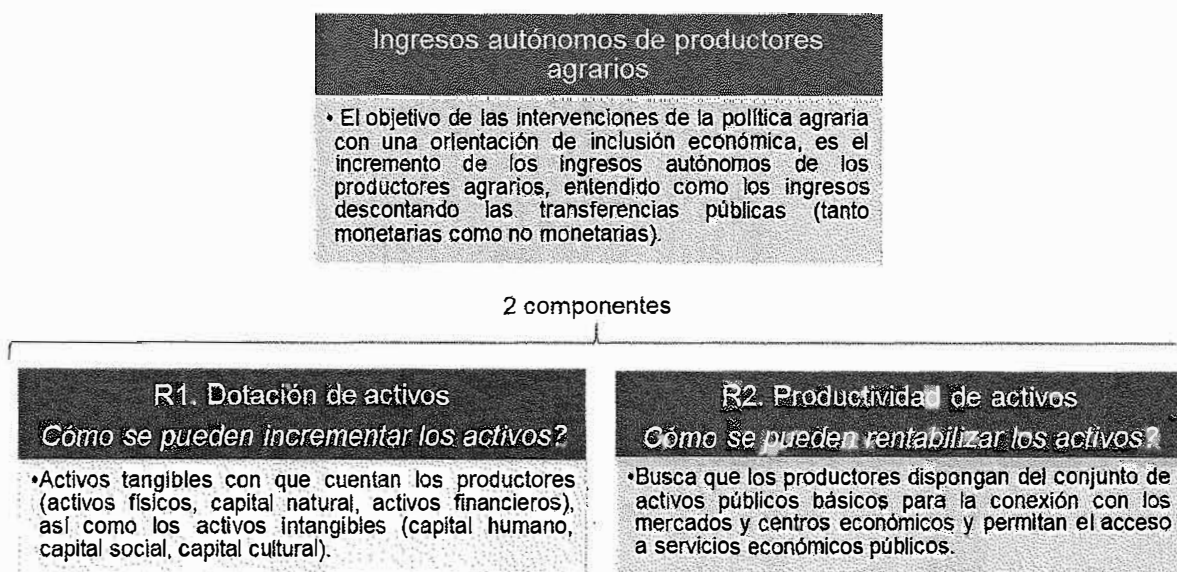 Ingresos autónomos de productores
agrarios
• El objetivo de las intervenciones de la política agraria
con una orientación de inclusión económica, es el
incremento de los ingresos autónomos de los
productores agrarios, entendido como los ingresos
descontando las transferencias públicas (tanto
monetarias como no monetarias).
2 componentes
R1. Dotación de activos
Cómo se pueden incrementar los activos?
•Activos tangibles con que cuentan los productores
(activos físicos, capital natural, activos financieros),
así como los activos intangibles (capital humano,
capital social, capital cultural).
R2. Productividad de activos
Cómo se pueden rentabilizar los activos?
•Busca que los productores dispongan del conjunto de
activos públicos básicos para la conexión con los
mercados y centros económicos y permitan el acceso
a servicios económicos públicos.